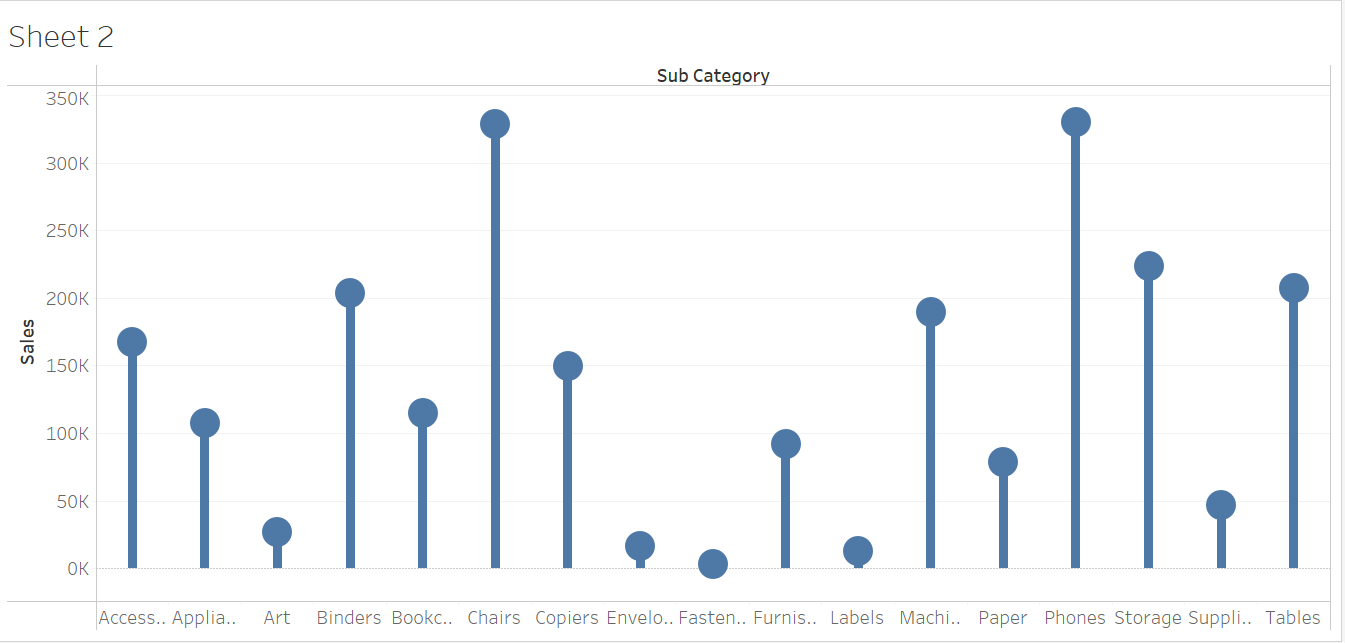 Sheet 2
Sub Category
350K
300K
250K
200K
150K
100K
50K
0K
Sales
Access.. Applia.. Art Binders Bookc.. Chairs Copiers Envelo.. Fasten.. Furnis.. Labels Machi.. Paper Phones Storage Suppli.. Tables